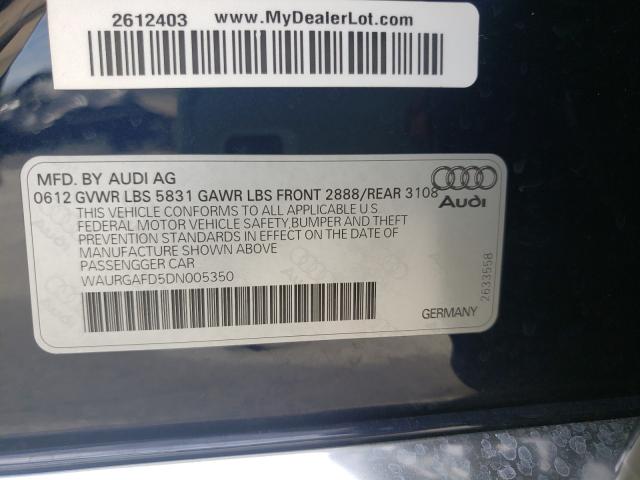 2612403 www.MyDealerLot.com
MFD. BY AUDI AG
0612 GVWR LBS 5831 GAWR LBS FRONT 2888/REAR 3108
THIS VEHICLE CONFORMS TO ALL APPLICABLE U.S.
FEDERAL MOTOR VEHICLE SAFETY,BUMPER AND THEFT
PREVENTION STANDARDS IN EFFECT ON THE DATE OF
MANUFACTURE SHOWN ABOVE
PASSENGGER CAR
WAURGAFD5DN005350
Audi
2633558
GERMANY